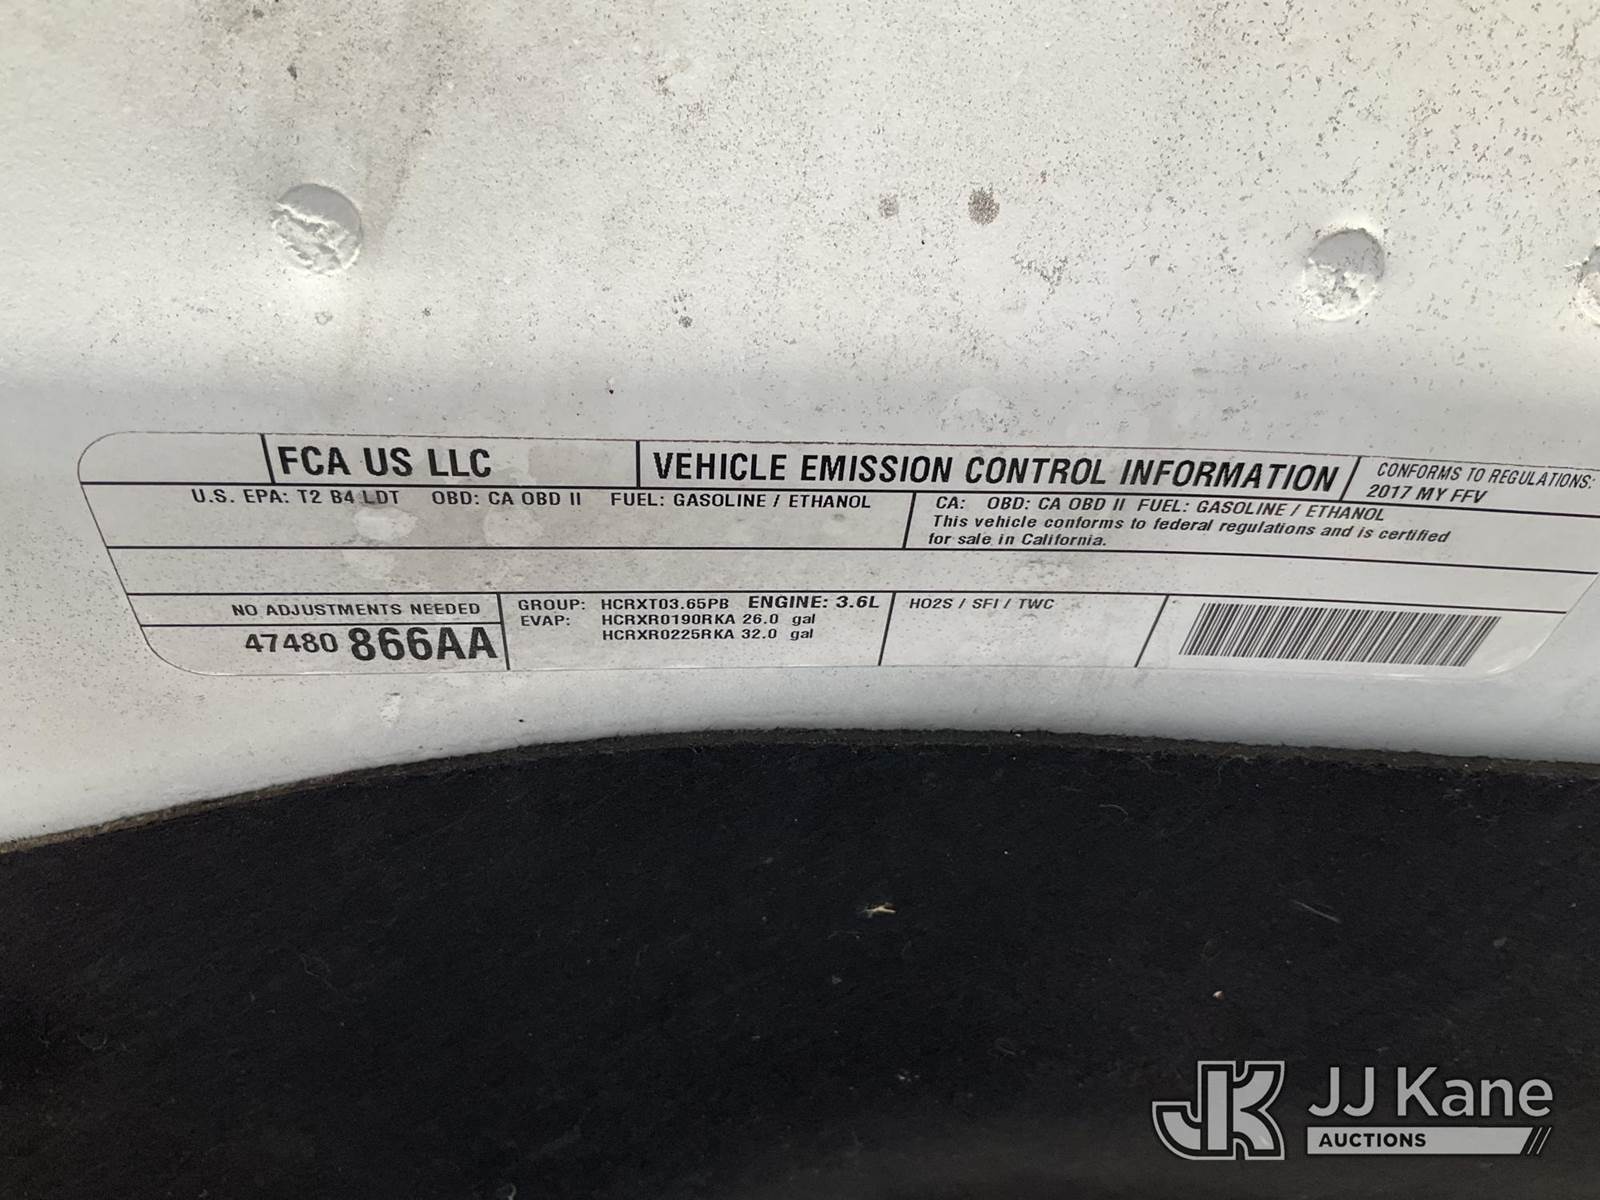 FCA US LLC
VEHICLE EMISSION CONTROL INFORMATION
CONFORMS TO REGULATIONS:
2017 MY FFV
U.S. EPA: T2 B4 LDT OBD: CA OBD II FUEL: GASOLINE / ETHANOL
CA: OBD: CA OBD II FUEL: GASOLINE / ETHANOL
This vehicle conforms to federal regulations and is certified
for sale in California.
NO ADJUSTMENTS NEEDED
47480 866AA
GROUP: HCRXT03.65PB ENGINE: 3.6L
EVAP: HCRXR0190RKA 26.0 gal
HCRXR0225RKA 32.0 gal
HO2S / SFI / TWC
JK JJ Kane
AUCTIONS